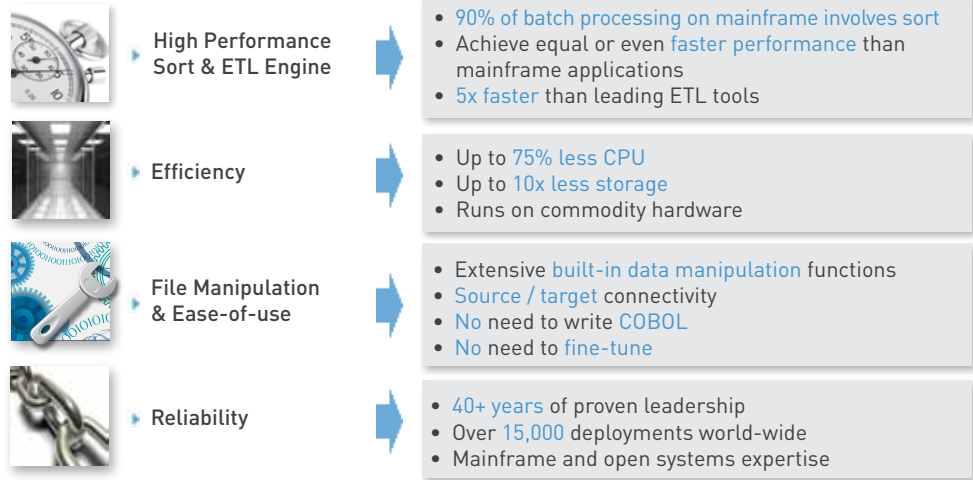 High Performance
Sort & ETL Engine
• 90% of batch processing on mainframe involves sort
• Achieve equal or even faster performance than
mainframe applications
• 5x faster than leading ETL tools
Efficiency
• Up to 75% less CPU
• Up to 10x less storage
• Runs on commodity hardware
File Manipulation
& Ease-of-use
• Extensive built-in data manipulation functions
• Source / target connectivity
• No need to write COBOL
• No need to fine-tune
Reliability
• 40+ years of proven leadership
• Over 15,000 deployments world-wide
• Mainframe and open systems expertise